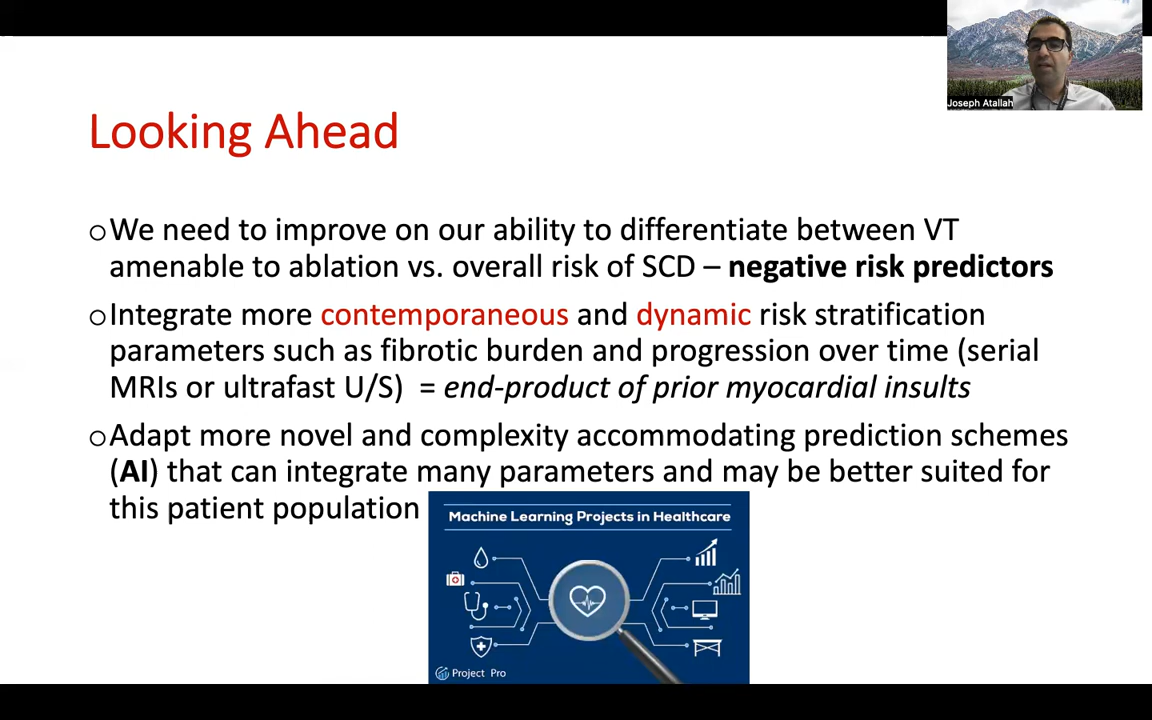 Joseph Atallah
Looking Ahead
○We need to improve on our ability to differentiate between VT
amenable to ablation vs. overall risk of SCD – negative risk predictors
○Integrate more contemporaneous and dynamic risk stratification
parameters such as fibrotic burden and progression over time (serial
MRIs or ultrafast U/S) = end-product of prior myocardial insults
○Adapt more novel and complexity accommodating prediction schemes
(AI) that can integrate many parameters and may be better suited for
this patient population
Machine Learning Projects in Healthcare
Project Pro